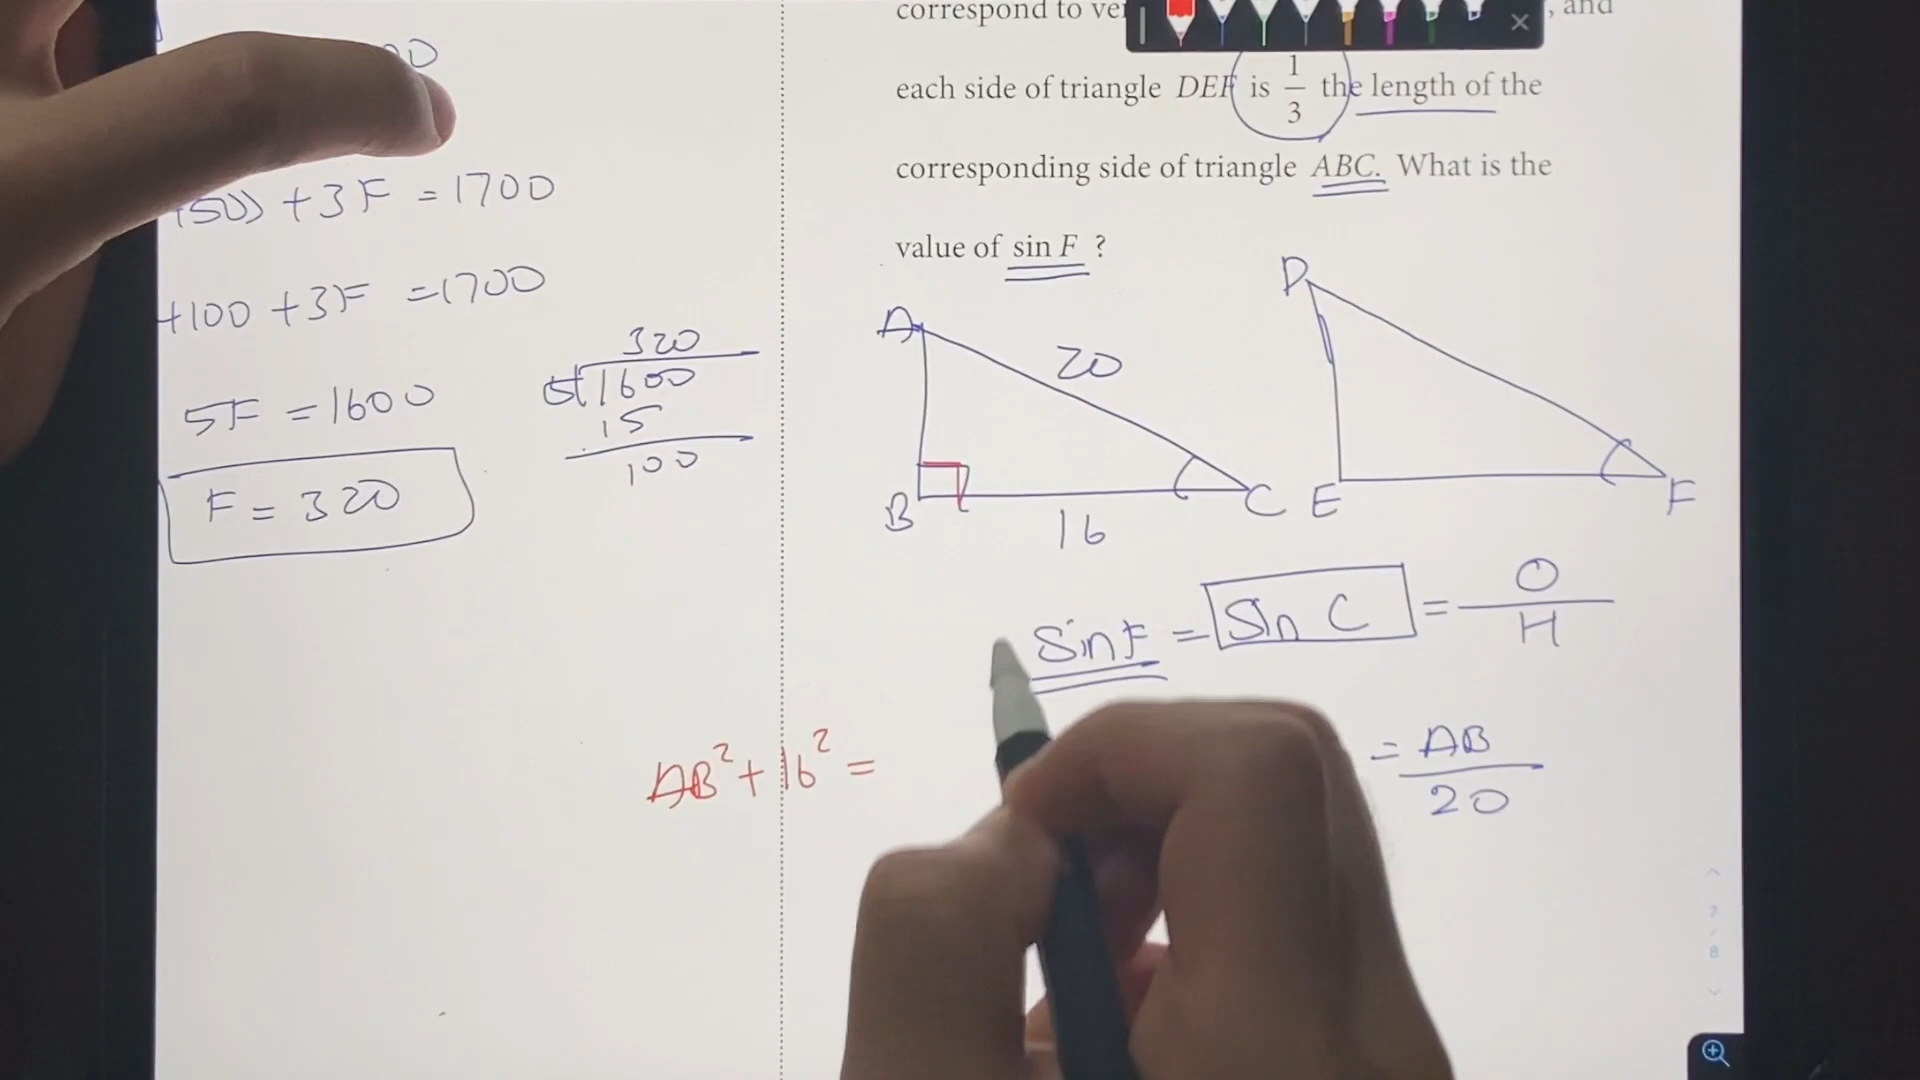 (50)) + 3F = 1700
+100 + 3F = 1700
5F = 1600
F = 320
320
5 1600
15
100
correspond to , and
each side of triangle DEF is 1/3 the length of the
corresponding side of triangle ABC. What is the
value of sin F ?
A
20
B
16
C
D
E
F
Sin F = Sin C = O/H
= AB/20
AB² + 16² =
7
/
8